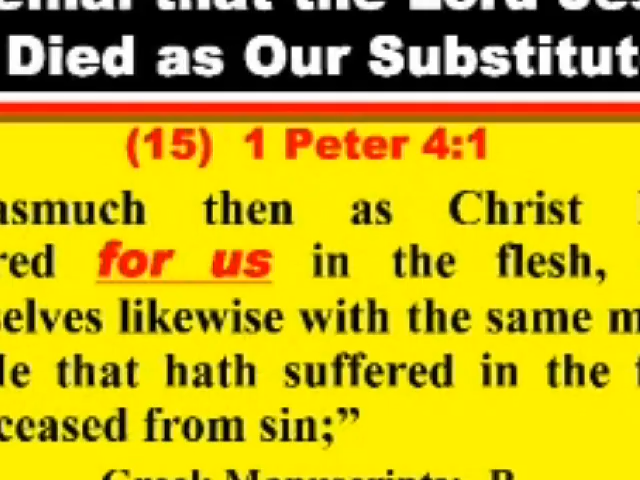 Died as Our Substitut
(15) 1 Peter 4:1
asmuch then as Christ
red for us in the flesh,
selves likewise with the same m
le that hath suffered in the
ceased from sin;”